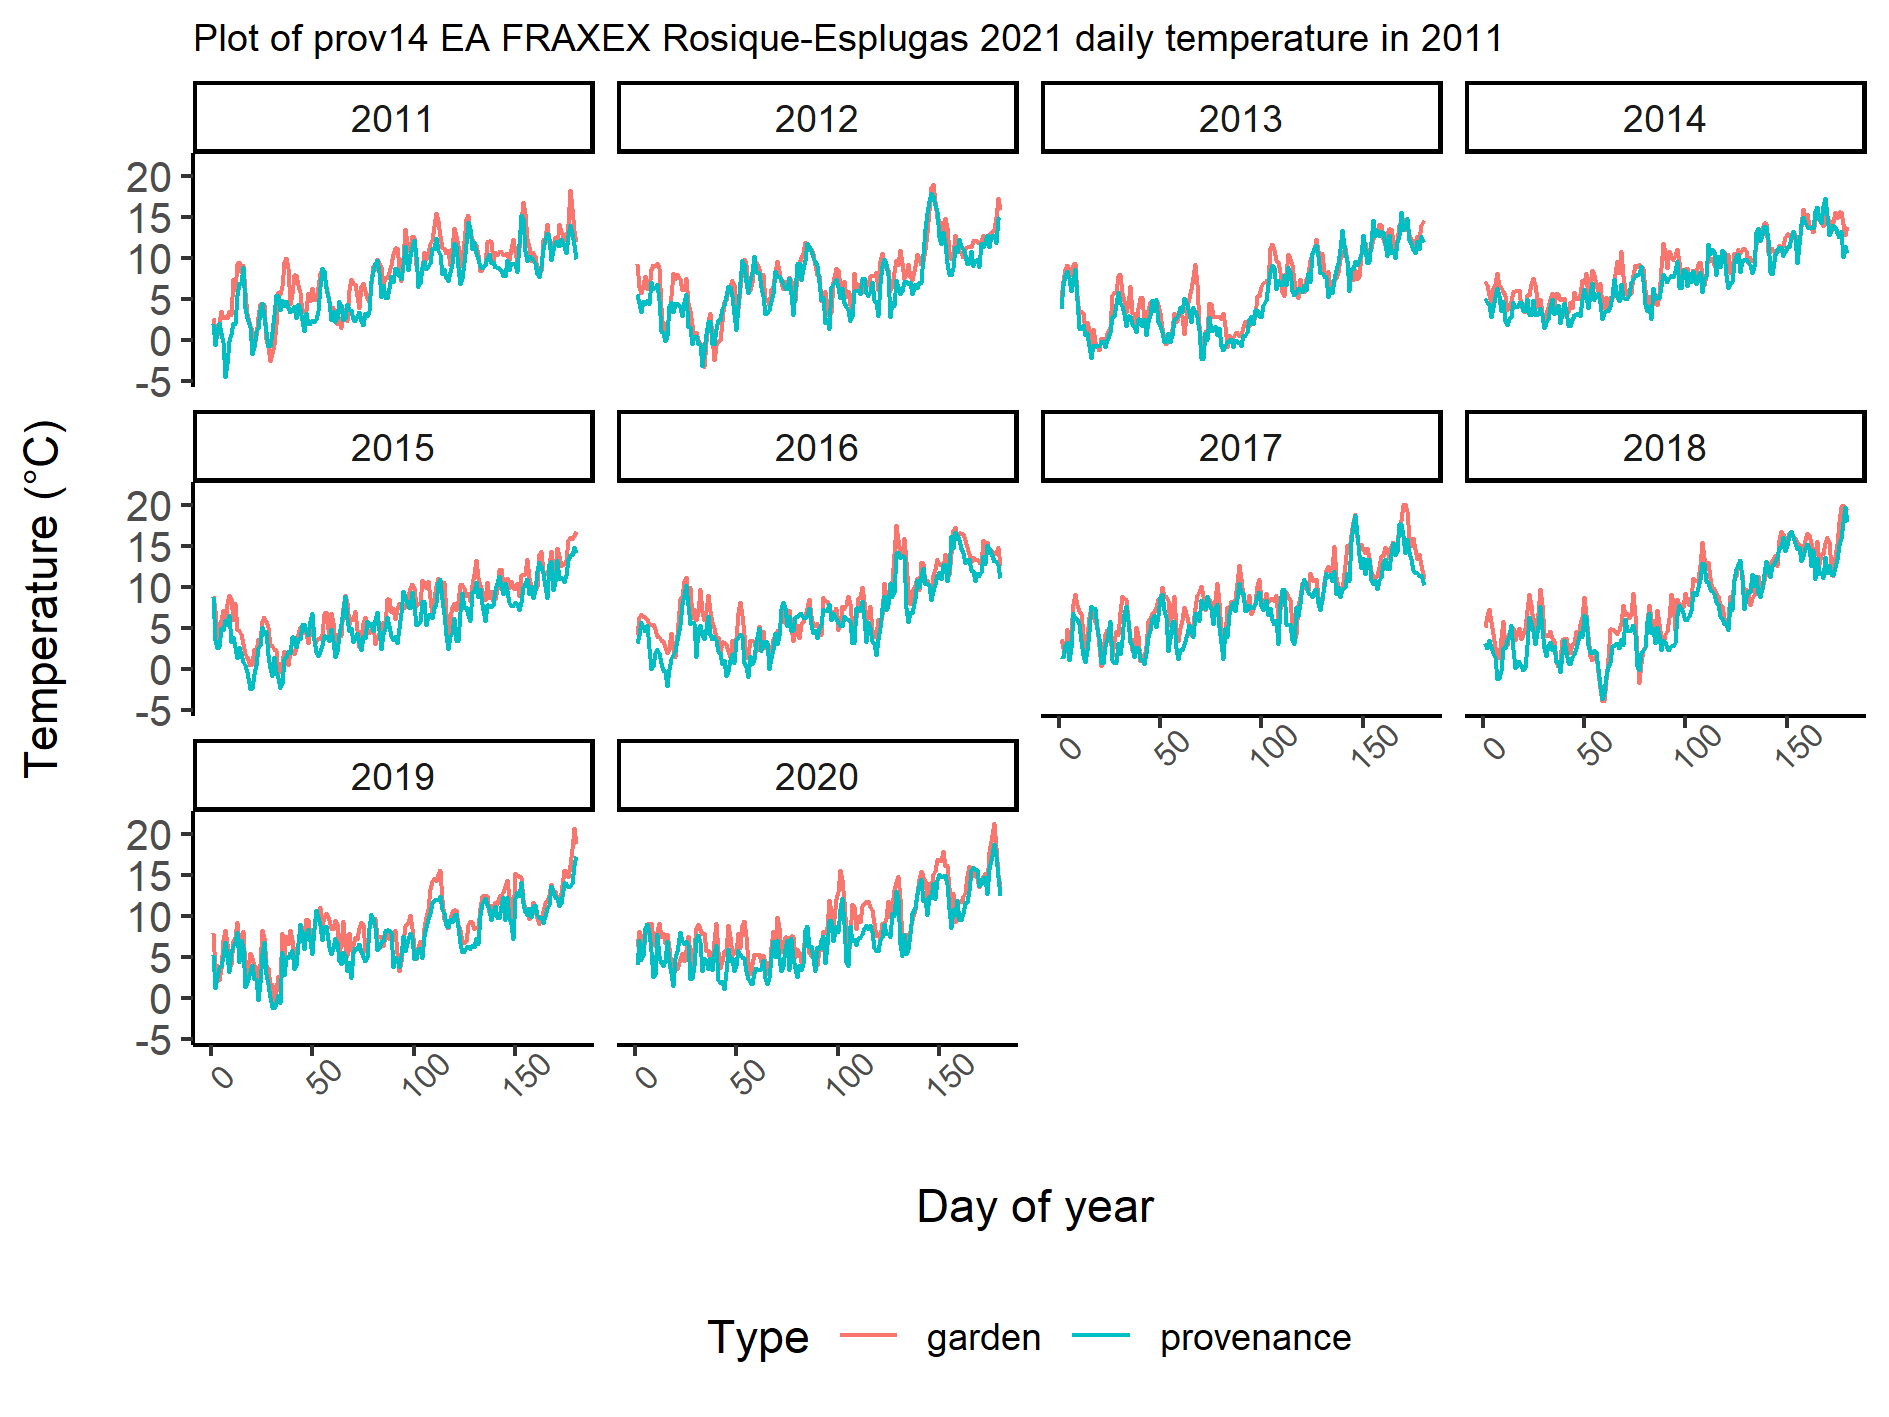 Plot of prov14 EA FRAXEX Rosique-Esplugas 2021 daily temperature in 2011
2011 2012 2013 2014
20
15
10
5
0
-5
2015 2016 2017 2018
20
15
10
5
0
-5
0 50 100 150 0 50 100 150
2019 2020
20
15
10
5
0
-5
0 50 100 150 0 50 100 150
Temperature (°C)
Day of year
Type garden provenance